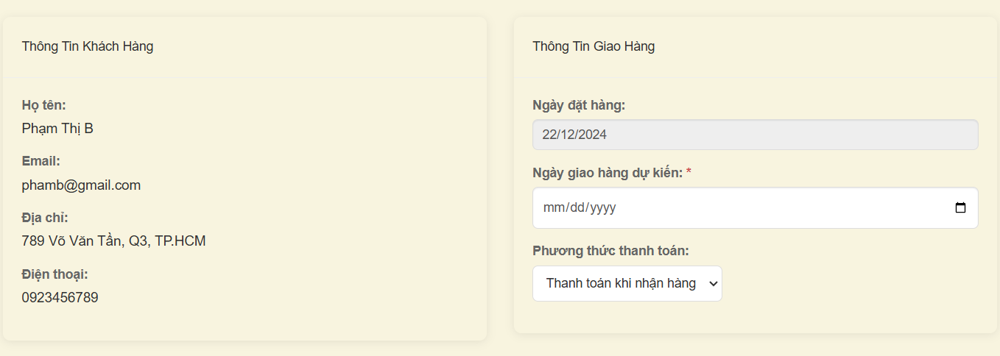 Thông Tin Khách Hàng
Họ tên:
Phạm Thị B
Email:
phamb@gmail.com
Địa chỉ:
789 Võ Văn Tần, Q3, TP.HCM
Điện thoại:
0923456789
Thông Tin Giao Hàng
Ngày đặt hàng:
22/12/2024
Ngày giao hàng dự kiến: *
mm/dd/yyyy
Phương thức thanh toán:
Thanh toán khi nhận hàng